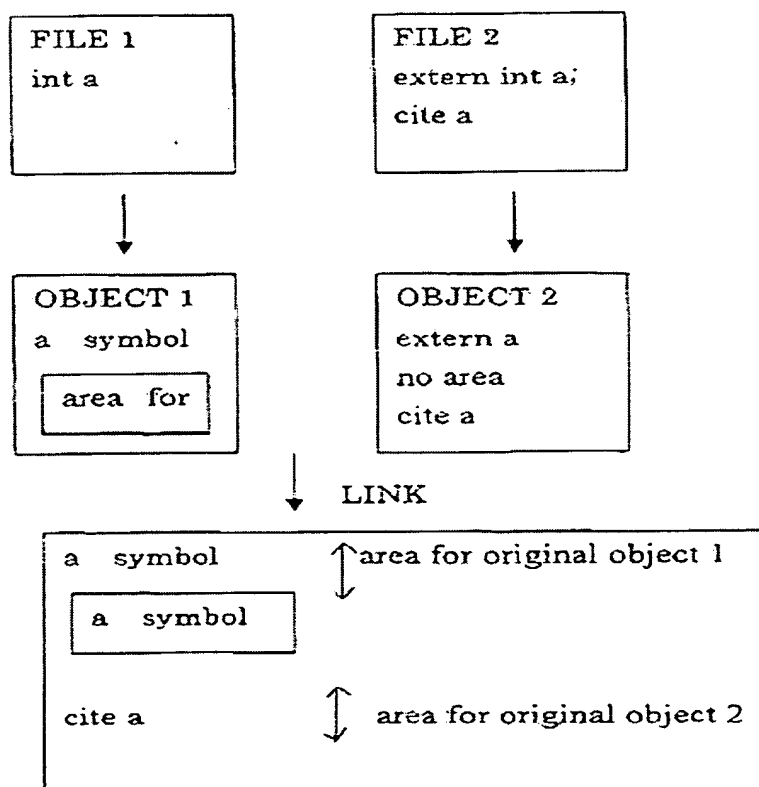 FILE 1
int a
FILE 2
extern int a;
cite a
OBJECT 1
a symbol
area for
OBJECT 2
extern a
no area
cite a
LINK
a symbol
area for original object 1
a symbol
cite a
area for original object 2